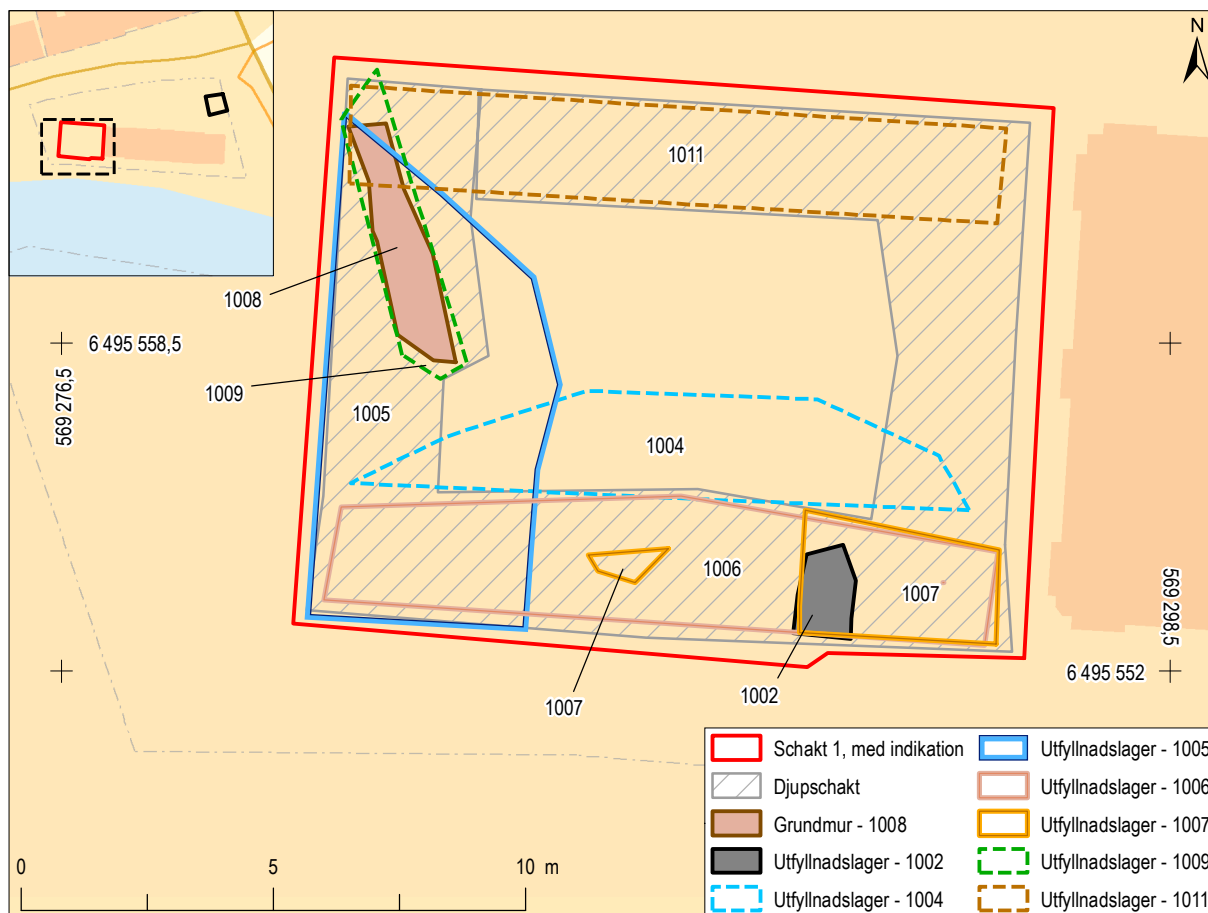 N
1011
1008
6 495 558,5
1009
569 276,5
1005
1004
1006
1007
569 298,5
1007
1002
6 495 552
Schakt 1, med indikation
Djupschakt
Grundmur - 1008
Utfyllnadslager - 1002
Utfyllnadslager - 1004
Utfyllnadslager - 1005
Utfyllnadslager - 1006
Utfyllnadslager - 1007
Utfyllnadslager - 1009
Utfyllnadslager - 1011
0 5 10 m